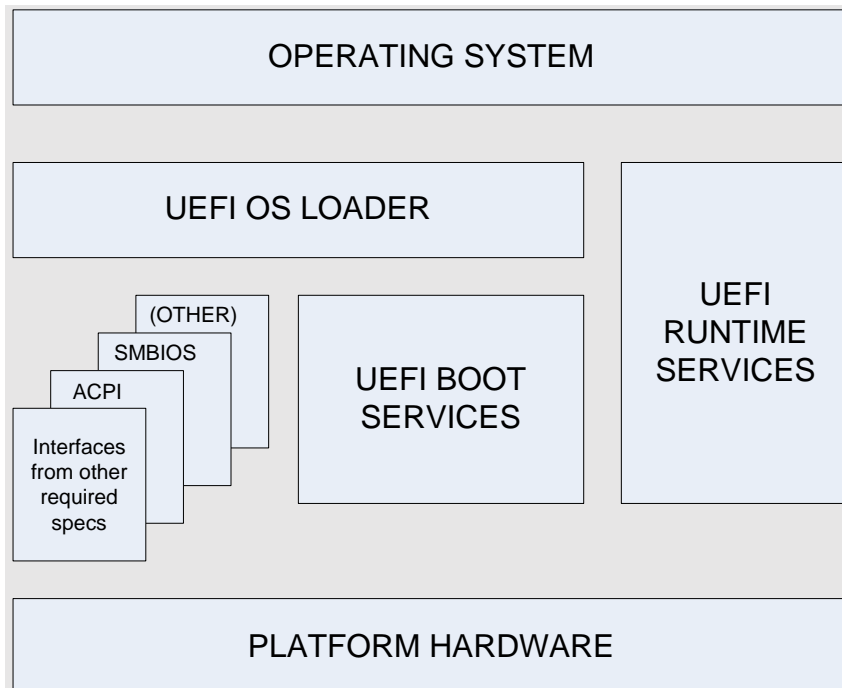 OPERATING SYSTEM
UEFI OS LOADER
UEFI
RUNTIME
SERVICES
(OTHER)
SMBIOS
ACPI
Interfaces
from other
required
specs
UEFI BOOT
SERVICES
PLATFORM HARDWARE